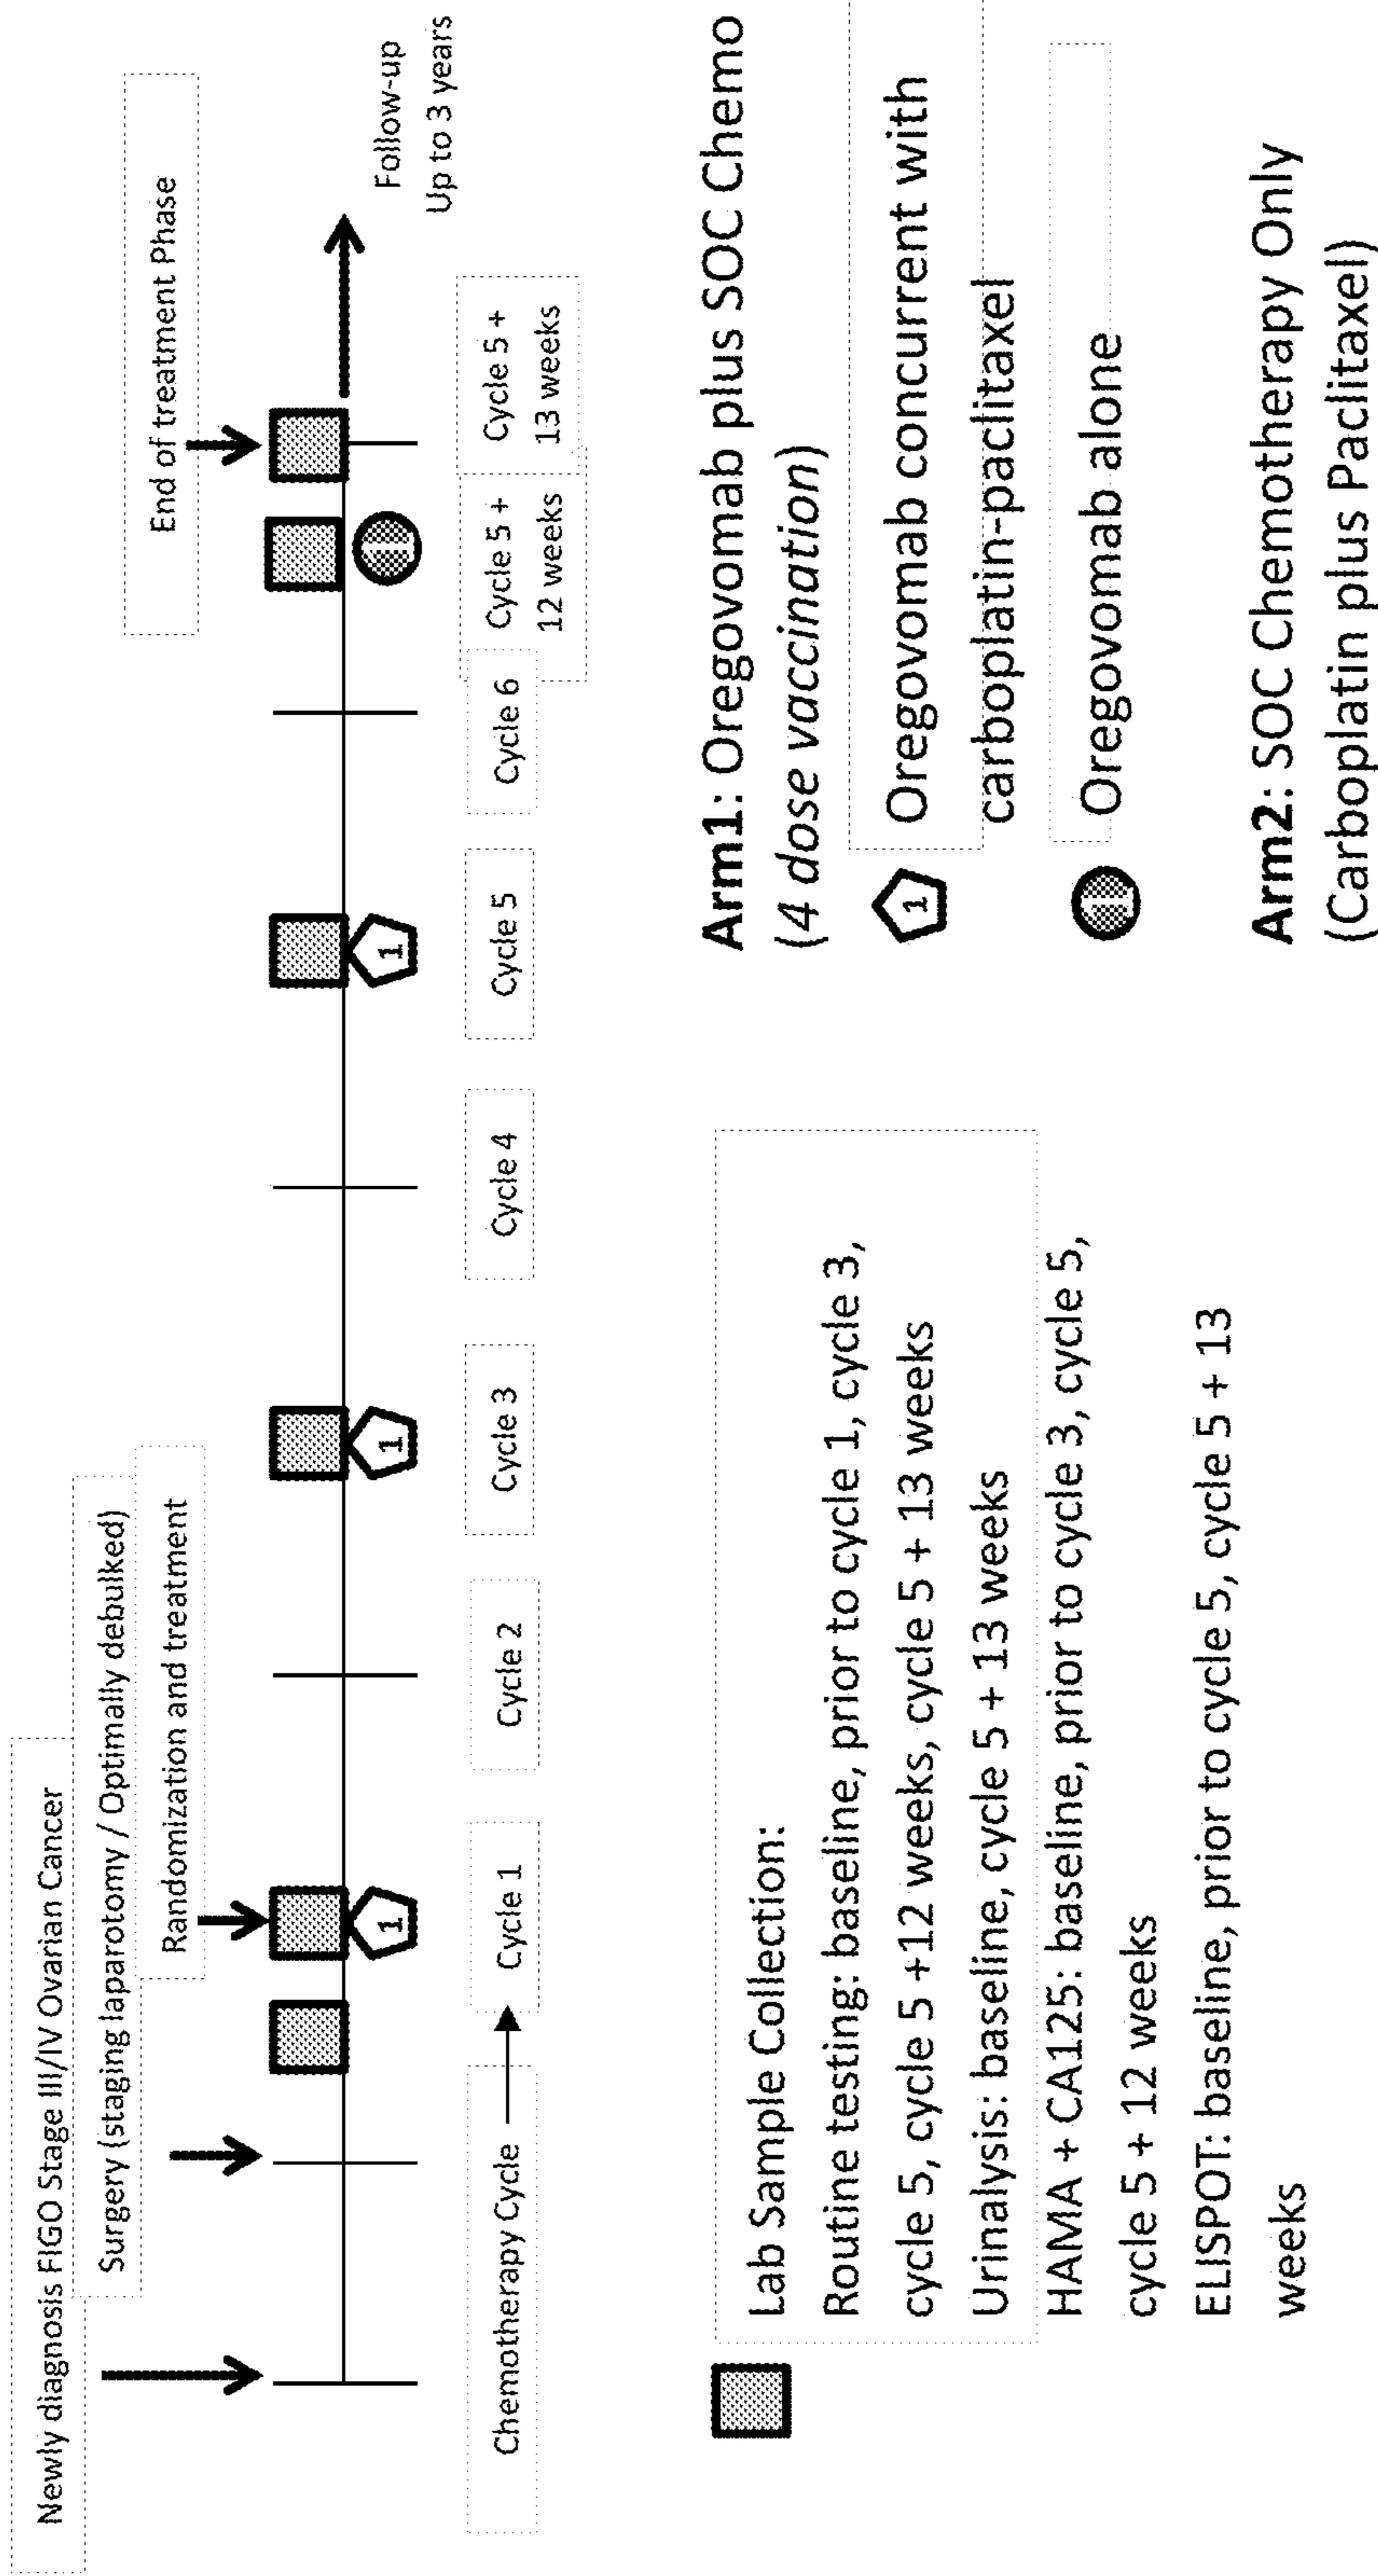 Newly diagnosis FIGO Stage III/IV Ovarian Cancer
Surgery (staging laparotomy / Optimally debulked)
Randomization and treatment
End of treatment Phase
Follow-up
Up to 3 years
1
1
1
Chemotherapy Cycle
Cycle 1
Cycle 2
Cycle 3
Cycle 4
Cycle 5
Cycle 6
Cycle 5 +
12 weeks
Cycle 5 +
13 weeks
Lab Sample Collection:
Routine testing: baseline, prior to cycle 1, cycle 3,
cycle 5, cycle 5 +12 weeks, cycle 5 + 13 weeks
Urinalysis: baseline, cycle 5 + 13 weeks
HAMA + CA125: baseline, prior to cycle 3, cycle 5,
cycle 5 + 12 weeks
ELISPOT: baseline, prior to cycle 5, cycle 5 + 13
weeks
Arm1: Oregovomab plus SOC Chemo
(4 dose vaccination)
1 Oregovomab concurrent with
carboplatin-paclitaxel
Oregovomab alone
Arm2: SOC Chemotherapy Only
(Carboplatin plus Paclitaxel)